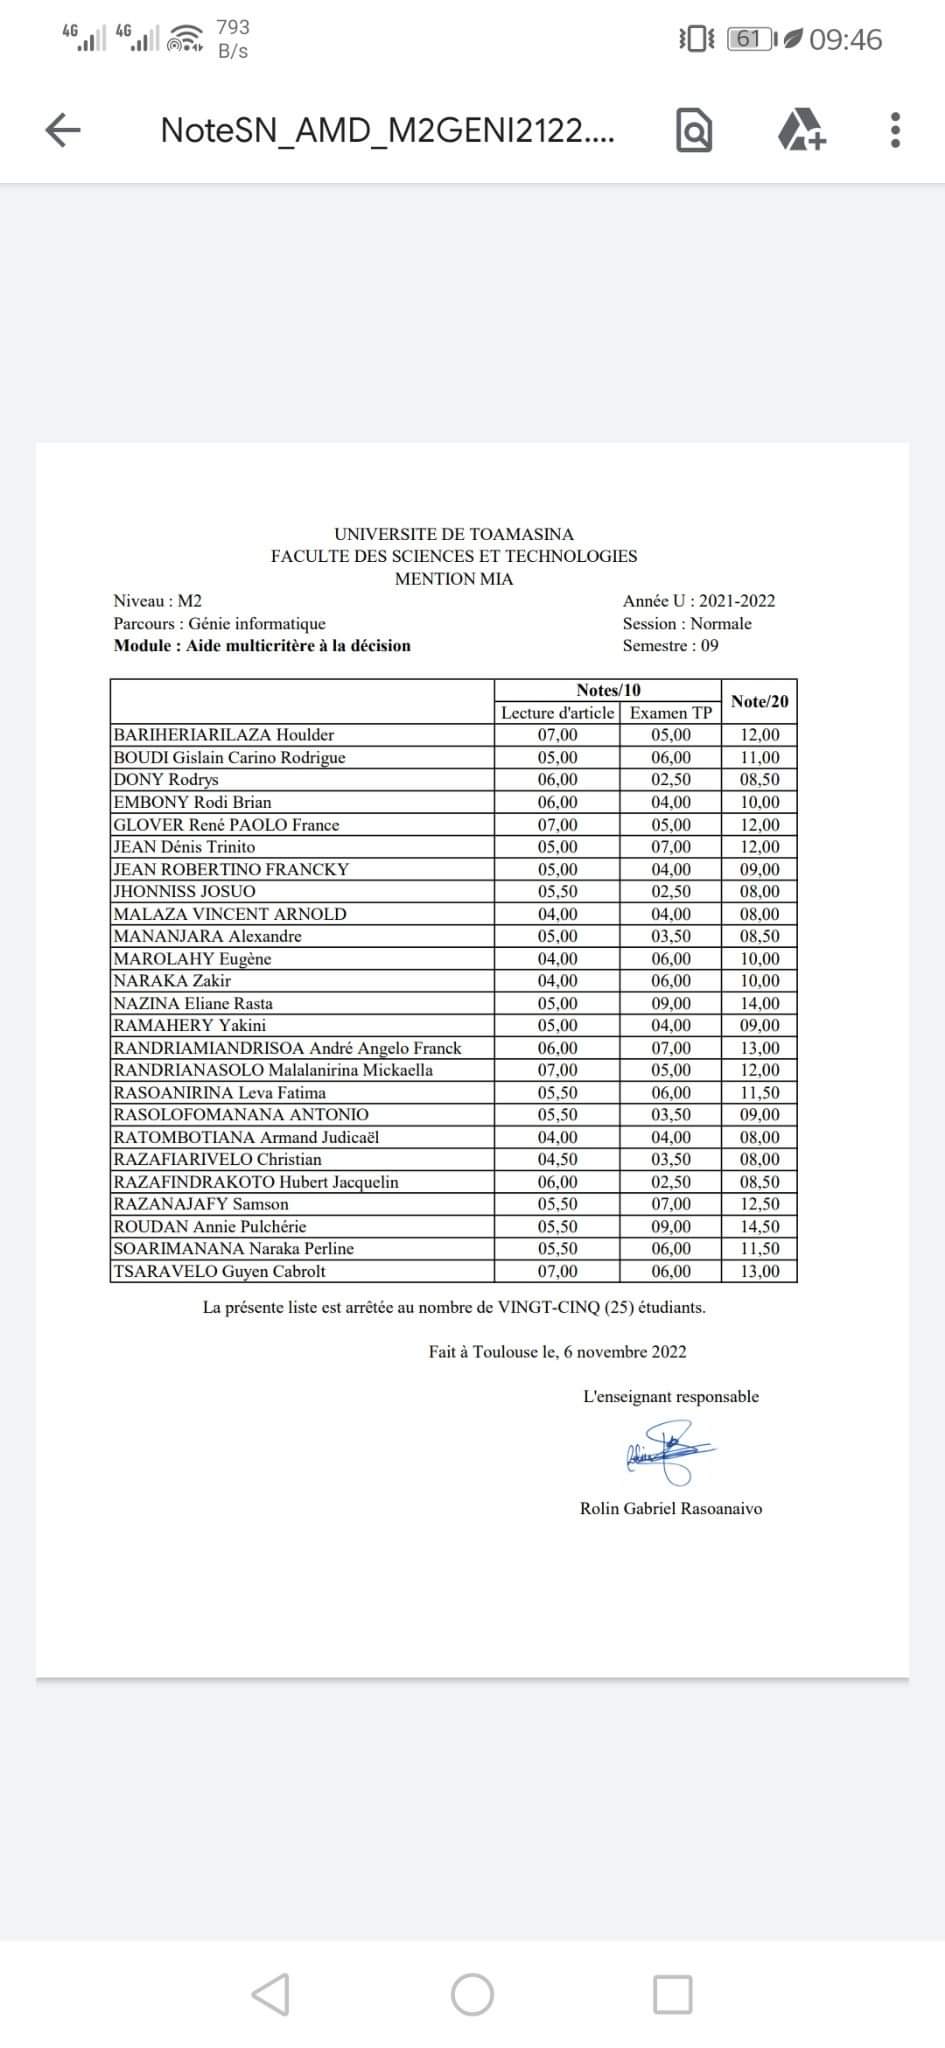 4G 4G 793 B/s 61 09:46
NoteSN_AMD_M2GENI2122....
UNIVERSITE DE TOAMASINA
FACULTE DES SCIENCES ET TECHNOLOGIES
MENTION MIA
Niveau : M2 Année U : 2021-2022
Parcours : Génie informatique Session : Normale
Module : Aide multicritère à la décision Semestre : 09
Notes/10 Note/20
Lecture d'article Examen TP
BARIHERIARILAZA Houlder 07,00 05,00 12,00
BOUDI Gislain Carino Rodrigue 05,00 06,00 11,00
DONY Rodrys 06,00 02,50 08,50
EMBONY Rodi Brian 06,00 04,00 10,00
GLOVER René PAOLO France 07,00 05,00 12,00
JEAN Dénis Trinito 05,00 07,00 12,00
JEAN ROBERTINO FRANCKY 05,00 04,00 09,00
JHONNISS JOSUO 05,50 02,50 08,00
MALAZA VINCENT ARNOLD 04,00 04,00 08,00
MANANJARA Alexandre 05,00 03,50 08,50
MAROLAHY Eugène 04,00 06,00 10,00
NARAKA Zakir 04,00 06,00 10,00
NAZINA Eliane Rasta 05,00 09,00 14,00
RAMAHERY Yakini 05,00 04,00 09,00
RANDRIAMIANDRISOA André Angelo Franck 06,00 07,00 13,00
RANDRIANASOLO Malalanirina Mickaella 07,00 05,00 12,00
RASOANIRINA Leva Fatima 05,50 06,00 11,50
RASOLOFOMANANA ANTONIO 05,50 03,50 09,00
RATOMBOTIANA Armand Judicaël 04,00 04,00 08,00
RAZAFIARIVELO Christian 04,50 03,50 08,00
RAZAFINDRAKOTO Hubert Jacquelin 06,00 02,50 08,50
RAZANAJAFY Samson 05,50 07,00 12,50
ROUDAN Annie Pulchérie 05,50 09,00 14,50
SOARIMANANA Naraka Perline 05,50 06,00 11,50
TSARAVELO Guyen Cabrolt 07,00 06,00 13,00
La présente liste est arrêtée au nombre de VINGT-CINQ (25) étudiants.
Fait à Toulouse le, 6 novembre 2022
L'enseignant responsable
Rolin Gabriel Rasoanaivo